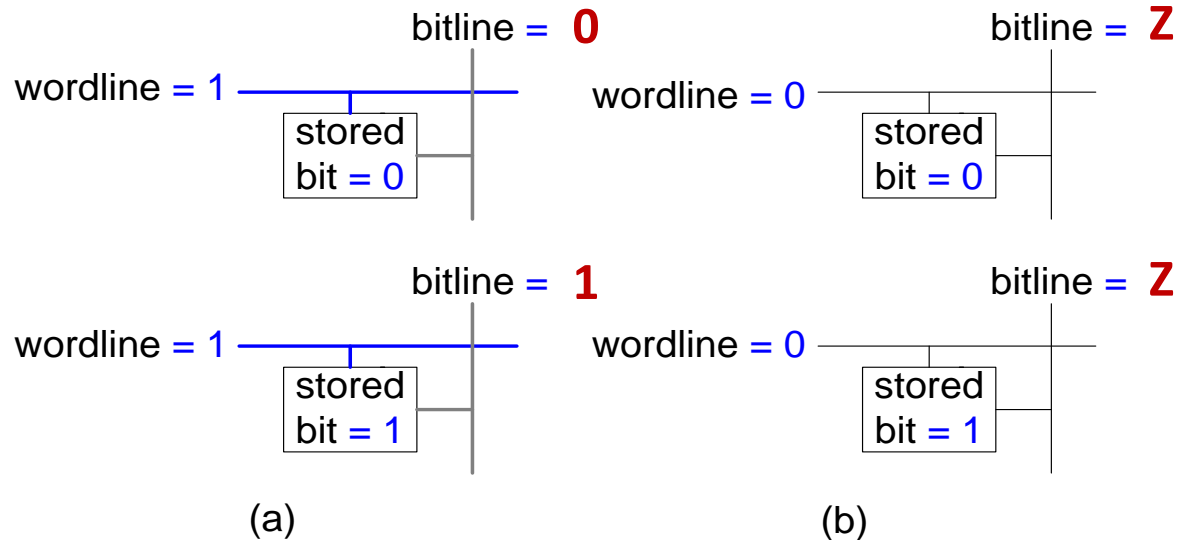 bitline = 0
wordline = 1
stored
bit = 0
bitline = Z
wordline = 0
stored
bit = 0
bitline = 1
wordline = 1
stored
bit = 1
bitline = Z
wordline = 0
stored
bit = 1
(a)
(b)